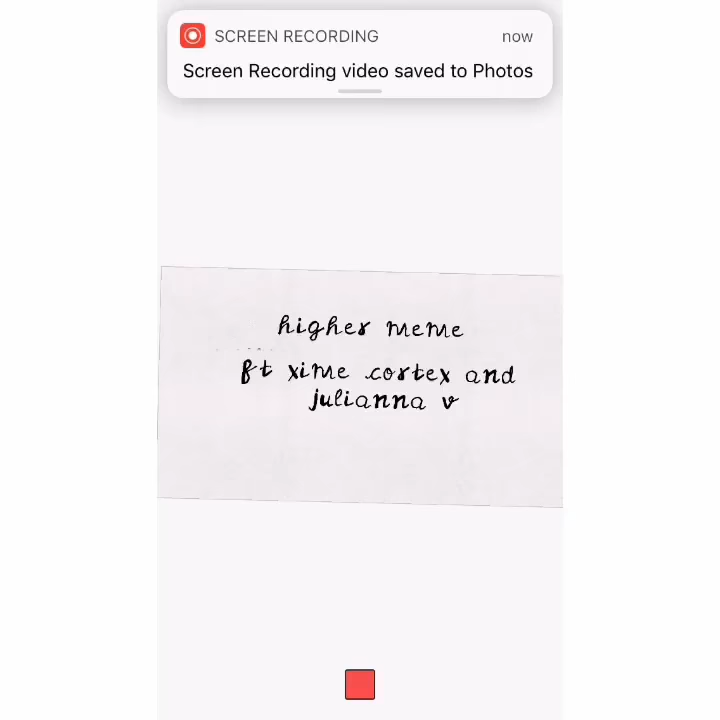 SCREEN RECORDING now
Screen Recording video saved to Photos
higher meme
ft xime cortex and
julianna v